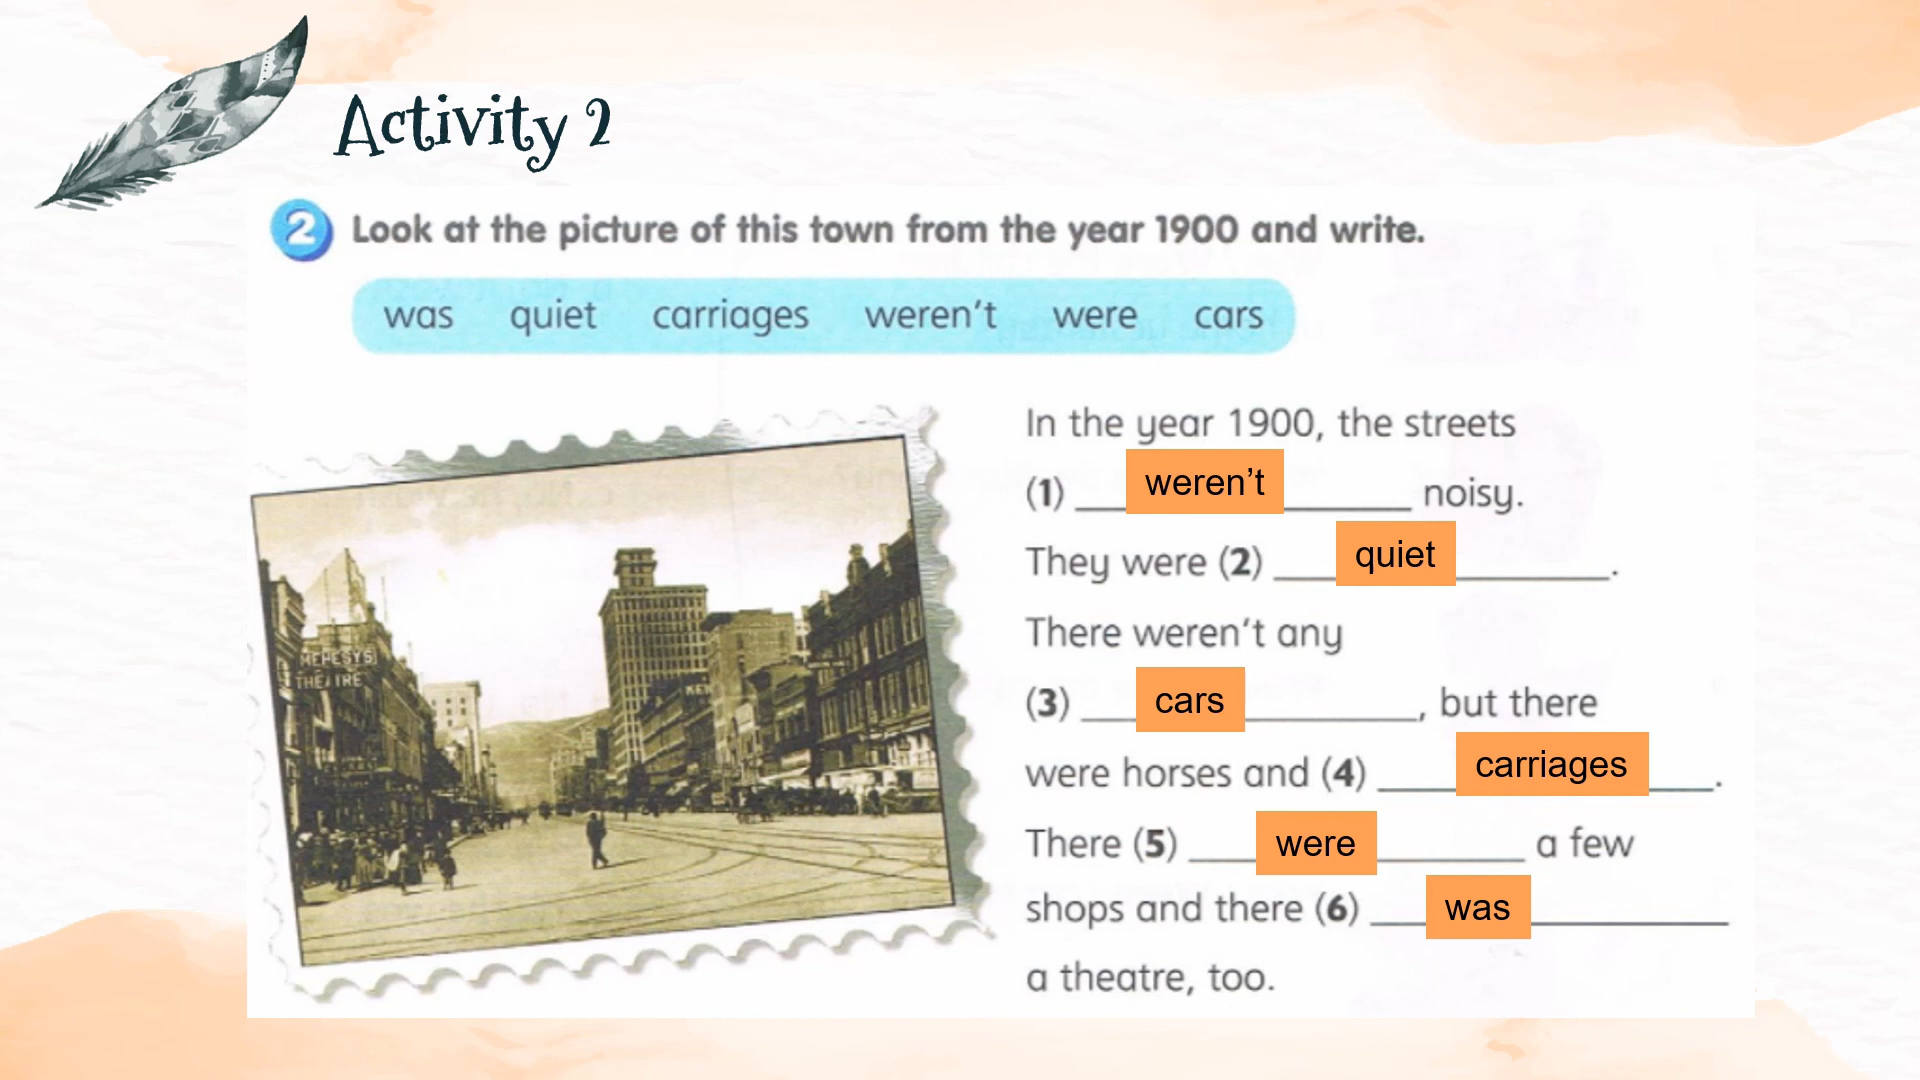 Activity 2
2 Look at the picture of this town from the year 1900 and write.
was quiet carriages weren't were cars
In the year 1900, the streets
(1) weren’t noisy.
They were (2) quiet.
There weren't any
(3) cars, but there
were horses and (4) carriages.
There (5) were a few
shops and there (6) was
a theatre, too.
THEATRE